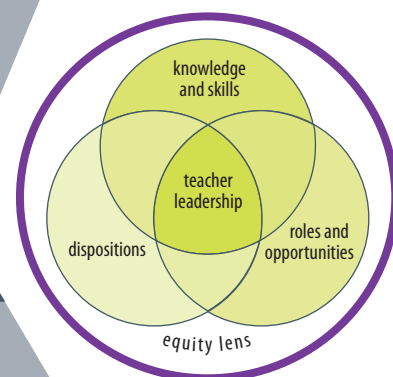 knowledge
and skills
teacher
leadership
dispositions
roles and
opportunities
equity lens